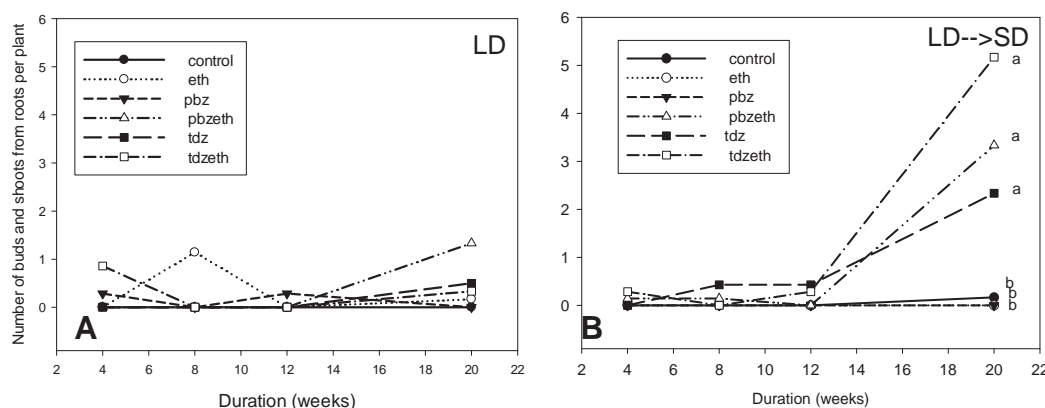 Number of buds and shoots from roots per plant
6
5
4
3
2
1
0
LD
control
eth
pbz
pbzeth
tdz
tdzeth
A
2 4 6 8 10 12 14 16 18 20 22
Duration (weeks)
6
5
4
3
2
1
0
LD-->SD
control
eth
pbz
pbzeth
tdz
tdzeth
a
a
a
b
b
b
B
2 4 6 8 10 12 14 16 18 20 22
Duration (weeks)